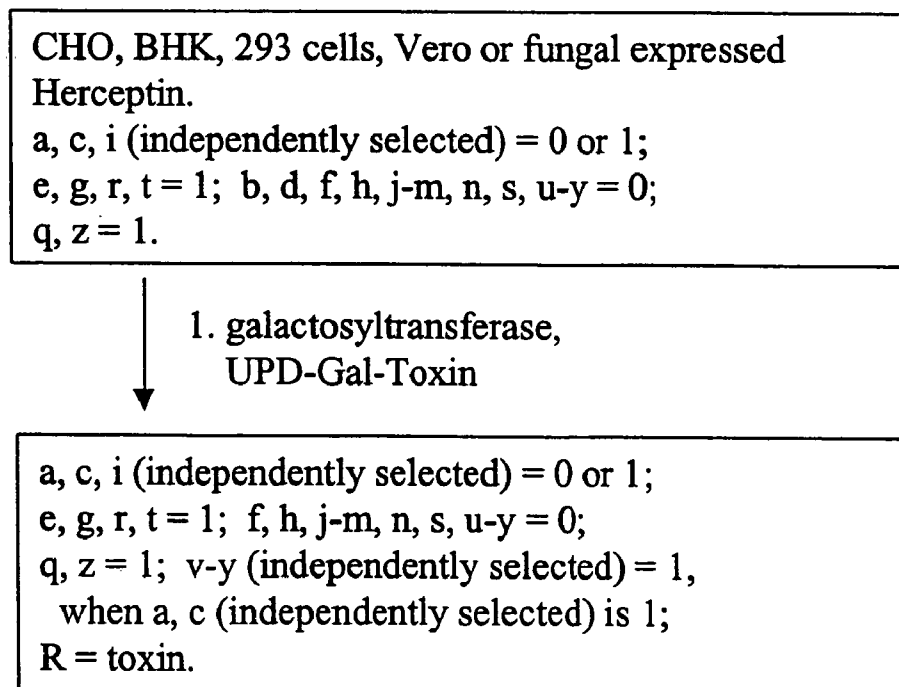 CHO, BHK, 293 cells, Vero or fungal expressed
Herceptin.
a, c, i (independently selected) = 0 or 1;
e, g, r, t = 1; b, d, f, h, j-m, n, s, u-y = 0;
q, z = 1.
1. galactosyltransferase,
UPD-Gal-Toxin
a, c, i (independently selected) = 0 or 1;
e, g, r, t = 1; f, h, j-m, n, s, u-y = 0;
q, z = 1; v-y (independently selected) = 1,
when a, c (independently selected) is 1;
R = toxin.